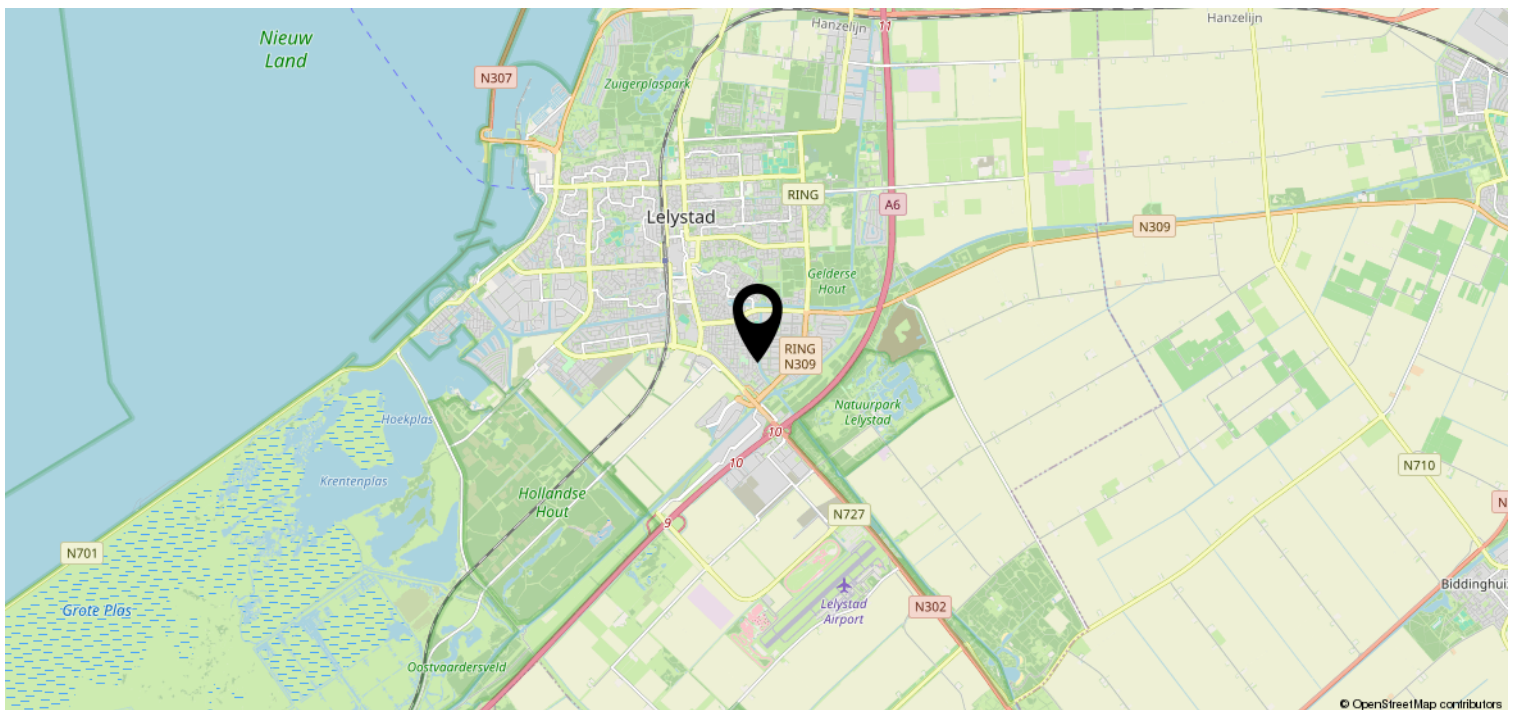 Nieuw
Land
Hanzelijn
11
Hanzelijn
N307
Zuigerplaspark
RING
A6
Lelystad
N309
Gelderse
Hout
RING
N309
Natuurpark
Lelystad
Hoekplas
10
10
N710
Krentenplas
Hollandse
Hout
9
N727
N
N701
Grote Plas
Biddinghui
Lelystad
Airport
N302
Oostvaardersveld
© OpenStreetMap contributors